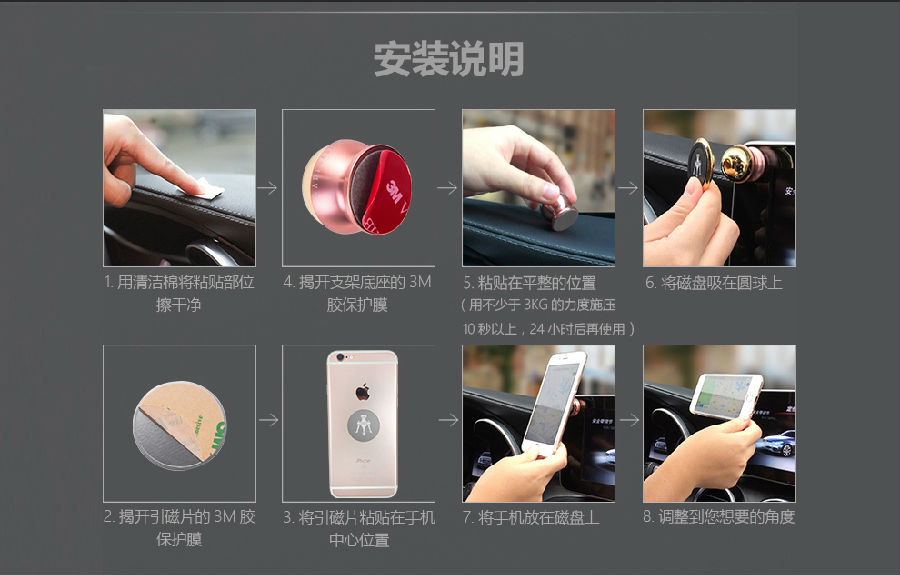 安装说明
1. 用清洁棉将粘贴部位
擦干净
4. 揭开支架底座的 3M
胶保护膜
5. 粘贴在平整的位置
( 用不少于 3KG 的力度施压
10 秒以上，24 小时后再使用 )
6. 将磁盘吸在圆球上
3M
2. 揭开引磁片的 3M 胶
保护膜
3. 将引磁片粘贴在手机
中心位置
iPhone
7. 将手机放在磁盘上
8. 调整到您想要的角度